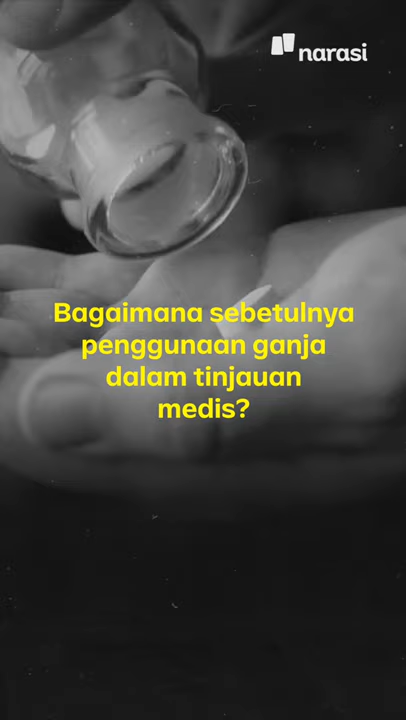 narasi
Bagaimana sebetulnya
penggunaan ganja
dalam tinjauan
medis?